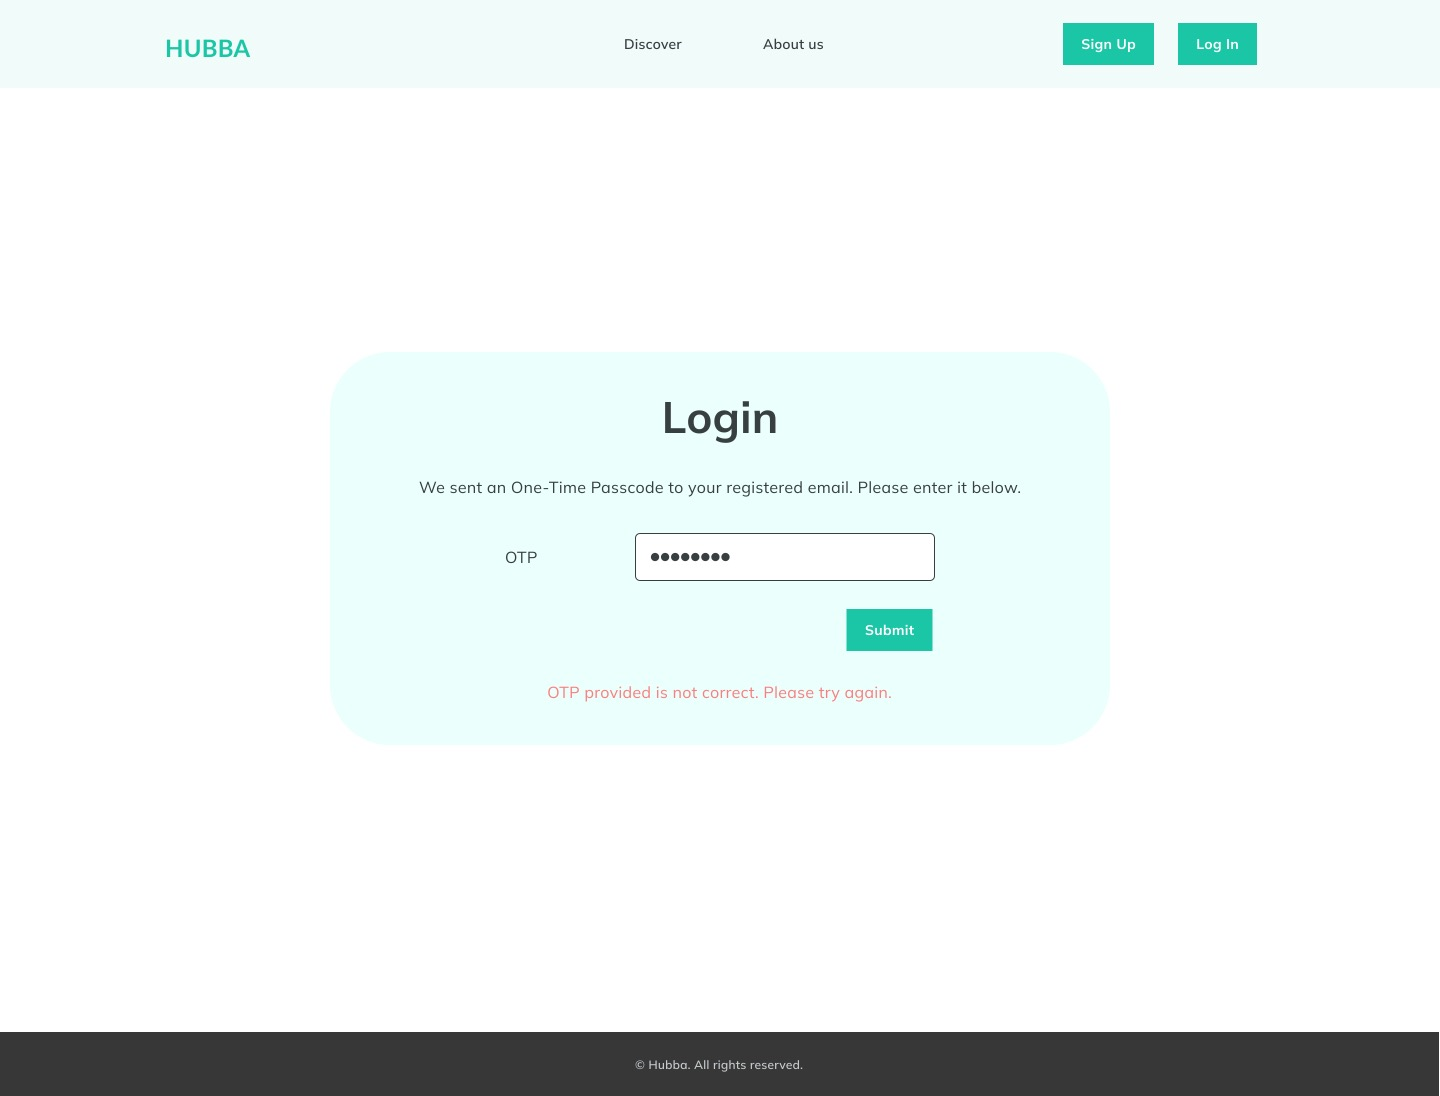 HUBBA
Discover
About us
Sign Up
Log In
Login
We sent an One-Time Passcode to your registered email. Please enter it below.
OTP
●●●●●●●●
Submit
OTP provided is not correct. Please try again.
© Hubba. All rights reserved.